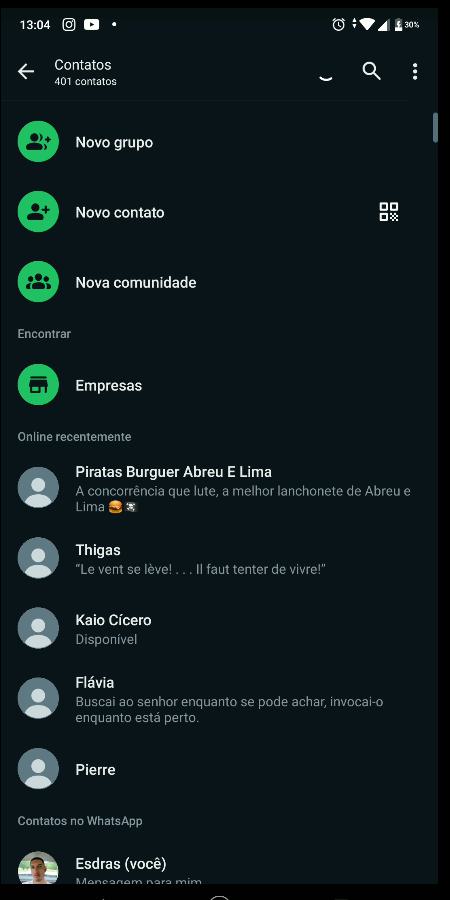 13:04
30%
Contatos
401 contatos
Novo grupo
Novo contato
Nova comunidade
Encontrar
Empresas
Online recentemente
Piratas Burguer Abreu E Lima
A concorrência que lute, a melhor lanchonete de Abreu e
Lima 🍔🏴‍☠️
Thigas
“Le vent se lève! . . . Il faut tenter de vivre!”
Kaio Cícero
Disponível
Flávia
Buscai ao senhor enquanto se pode achar, invocai-o
enquanto está perto.
Pierre
Contatos no WhatsApp
Esdras (você)
Mensagem para mim